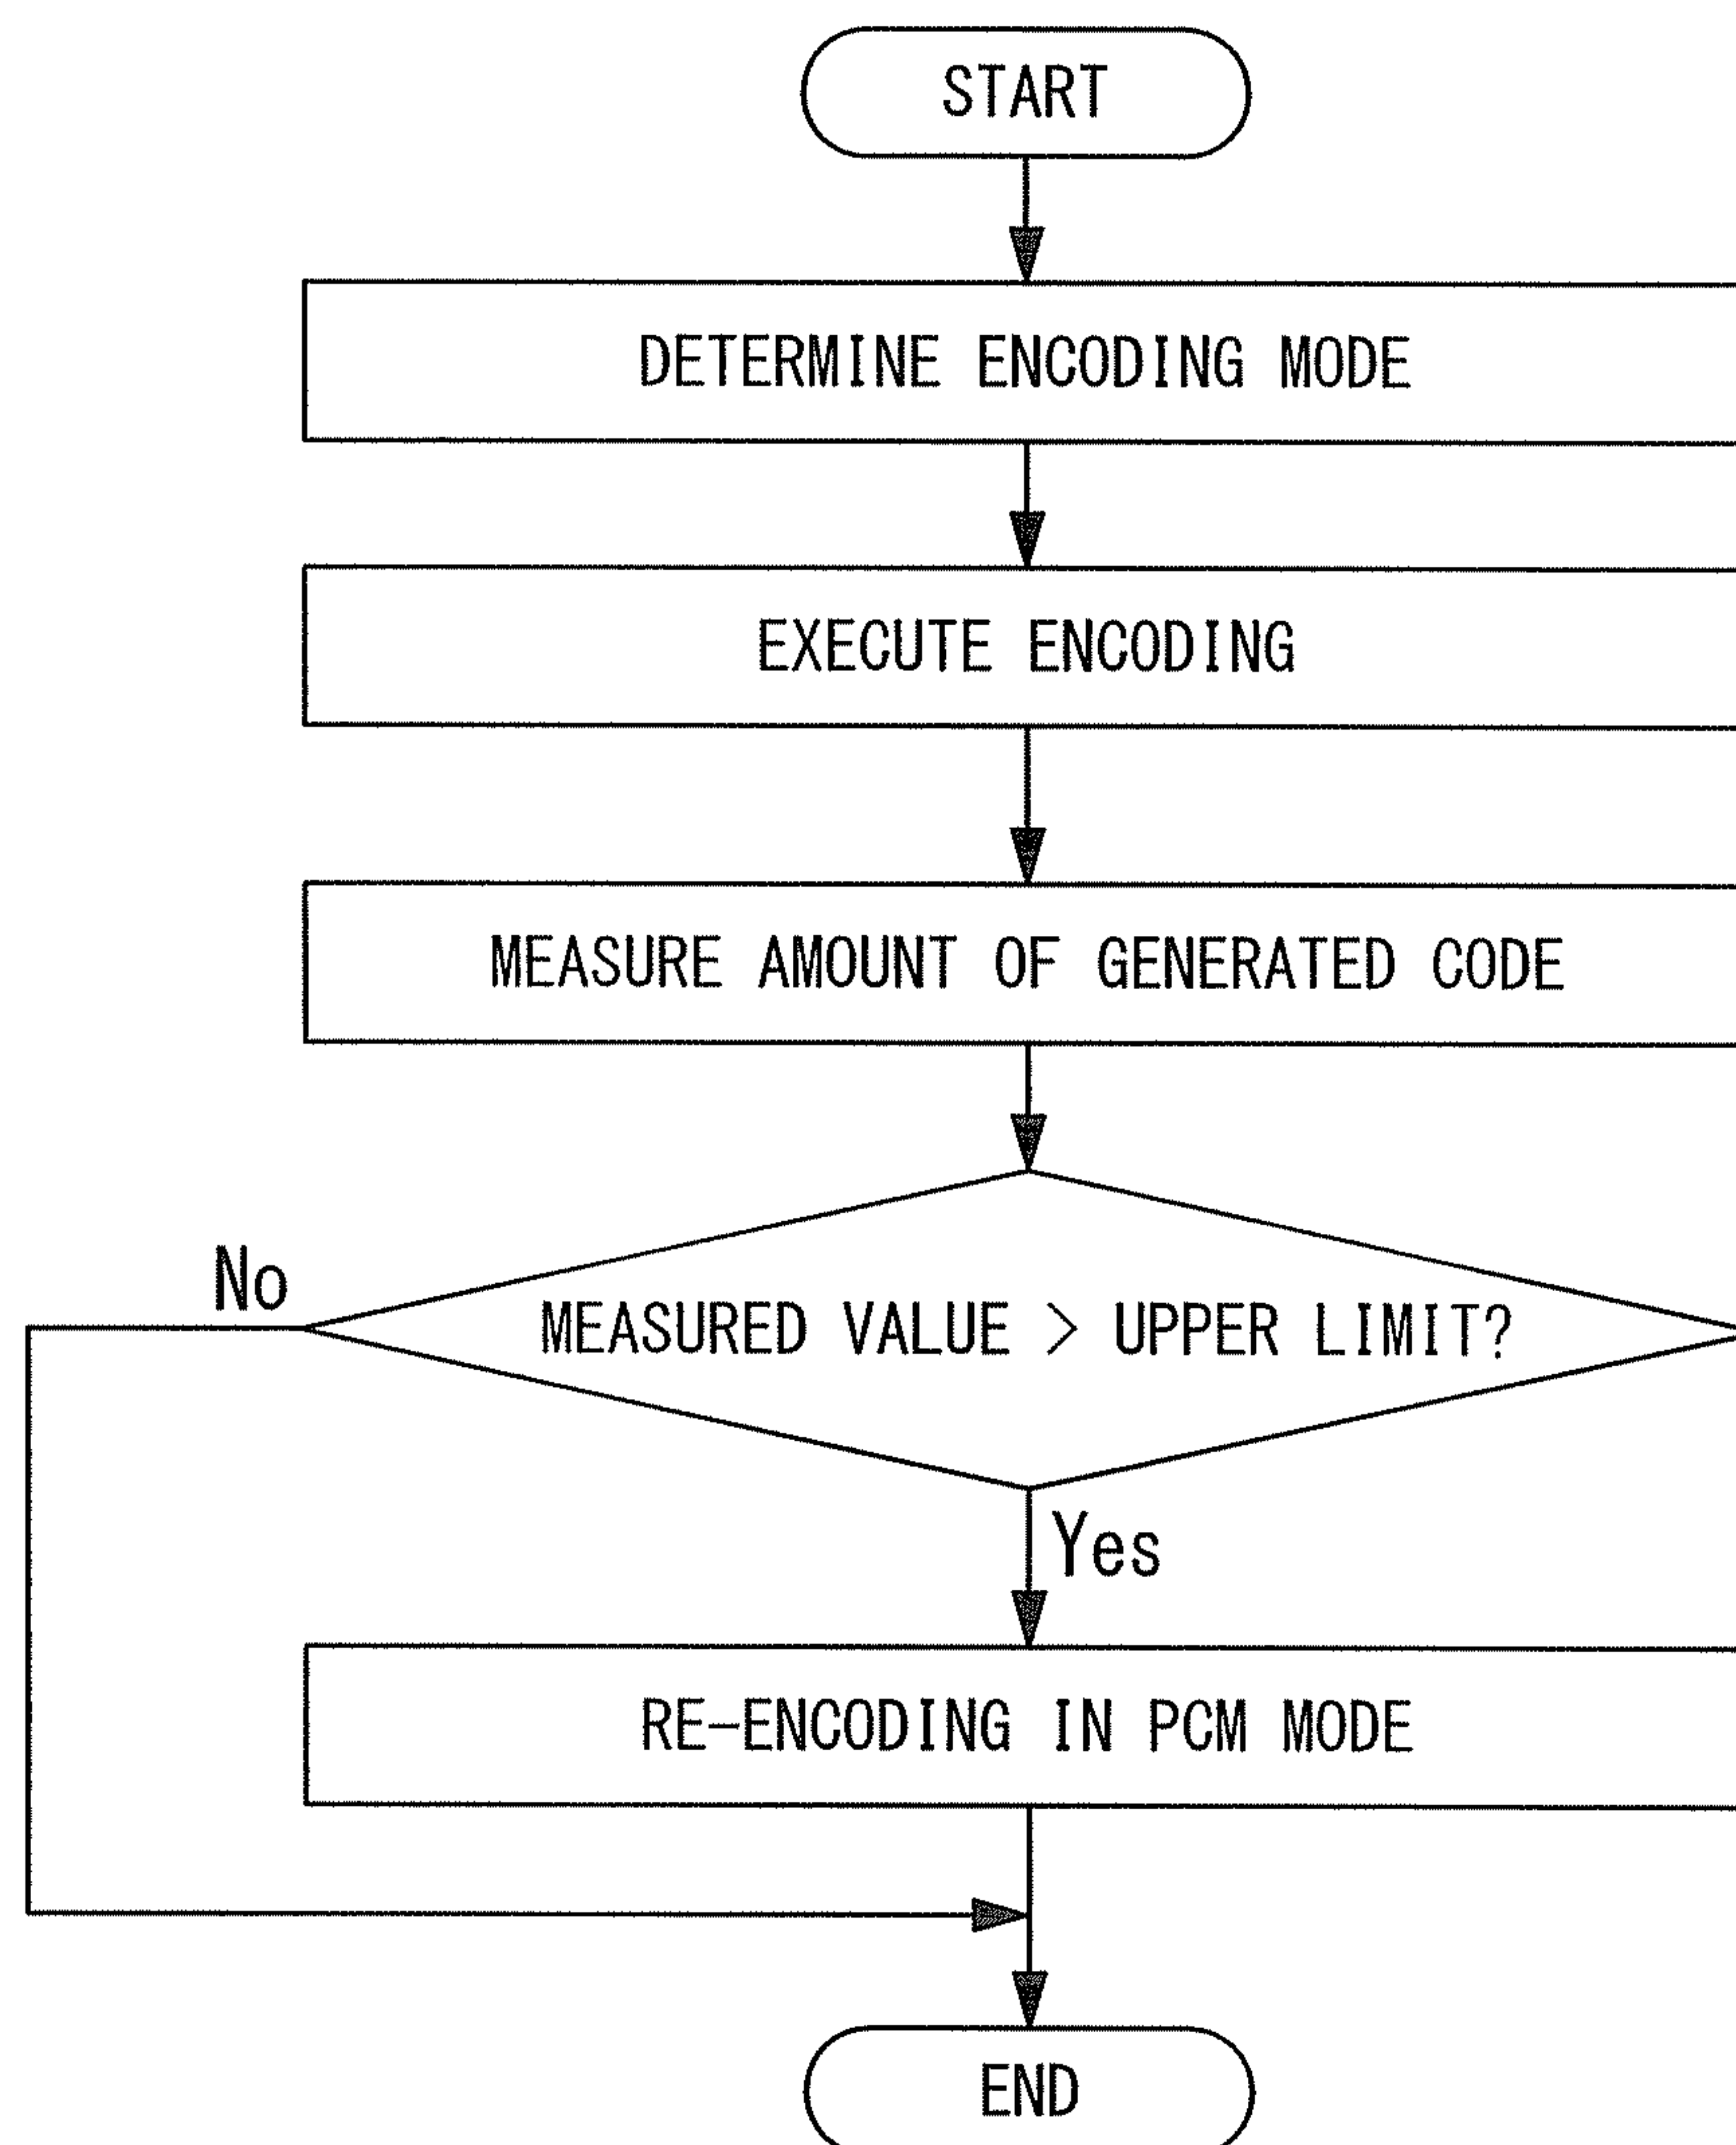 START
DETERMINE ENCODING MODE
EXECUTE ENCODING
MEASURE AMOUNT OF GENERATED CODE
No
MEASURED VALUE > UPPER LIMIT?
Yes
RE-ENCODING IN PCM MODE
END